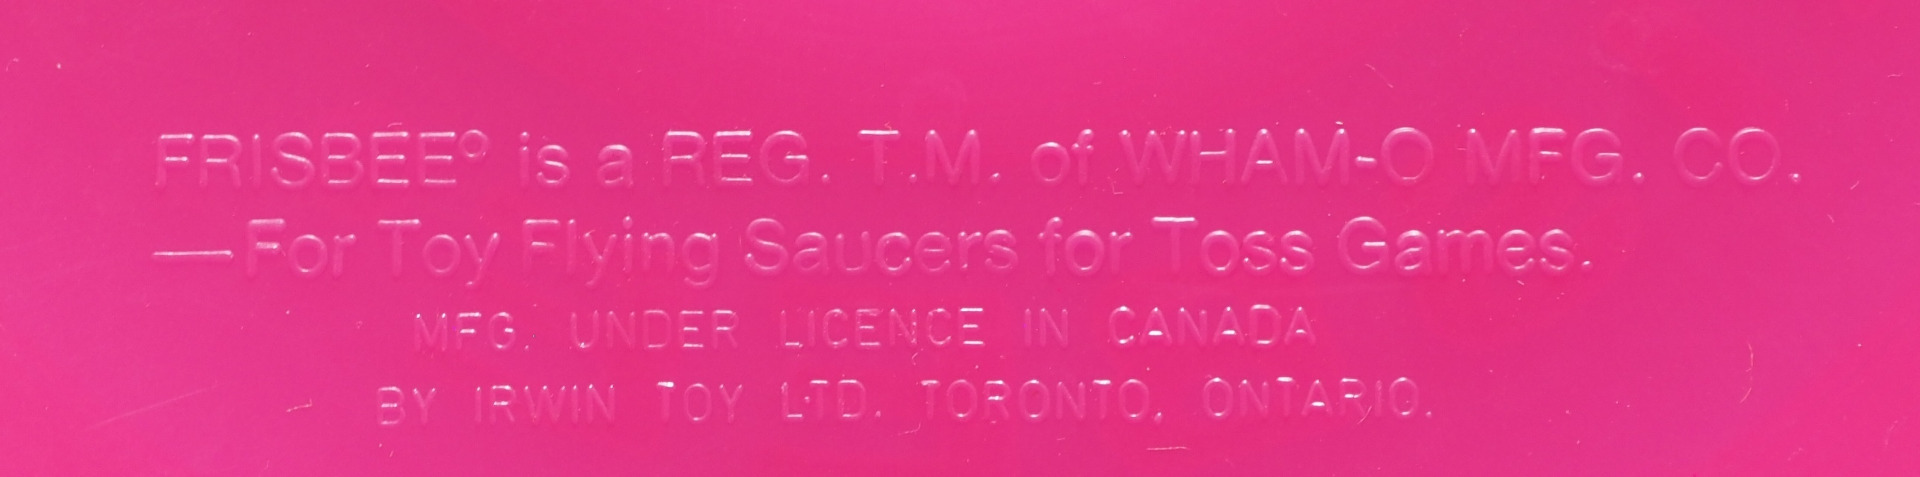 FRISBEE® is a REG. T.M. of WHAM-O MFG. CO.
—For Toy Flying Saucers for Toss Games.
MFG. UNDER LICENCE IN CANADA
BY IRWIN TOY LTD. TORONTO, ONTARIO.